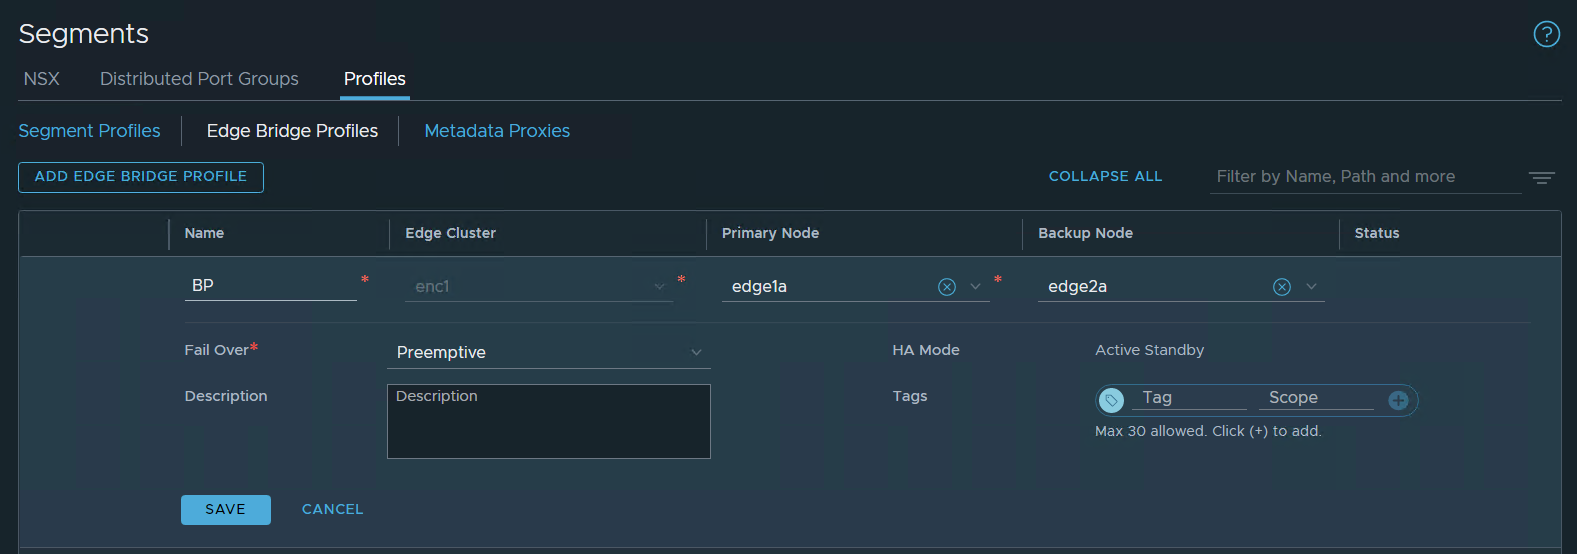 Segments
?
NSX Distributed Port Groups Profiles
Segment Profiles Edge Bridge Profiles Metadata Proxies
ADD EDGE BRIDGE PROFILE COLLAPSE ALL Filter by Name, Path and more
Name Edge Cluster Primary Node Backup Node Status
BP * enc1 * edge1a * edge2a
Fail Over* Preemptive HA Mode Active Standby
Description Description Tags Tag Scope
Max 30 allowed. Click (+) to add.
SAVE CANCEL